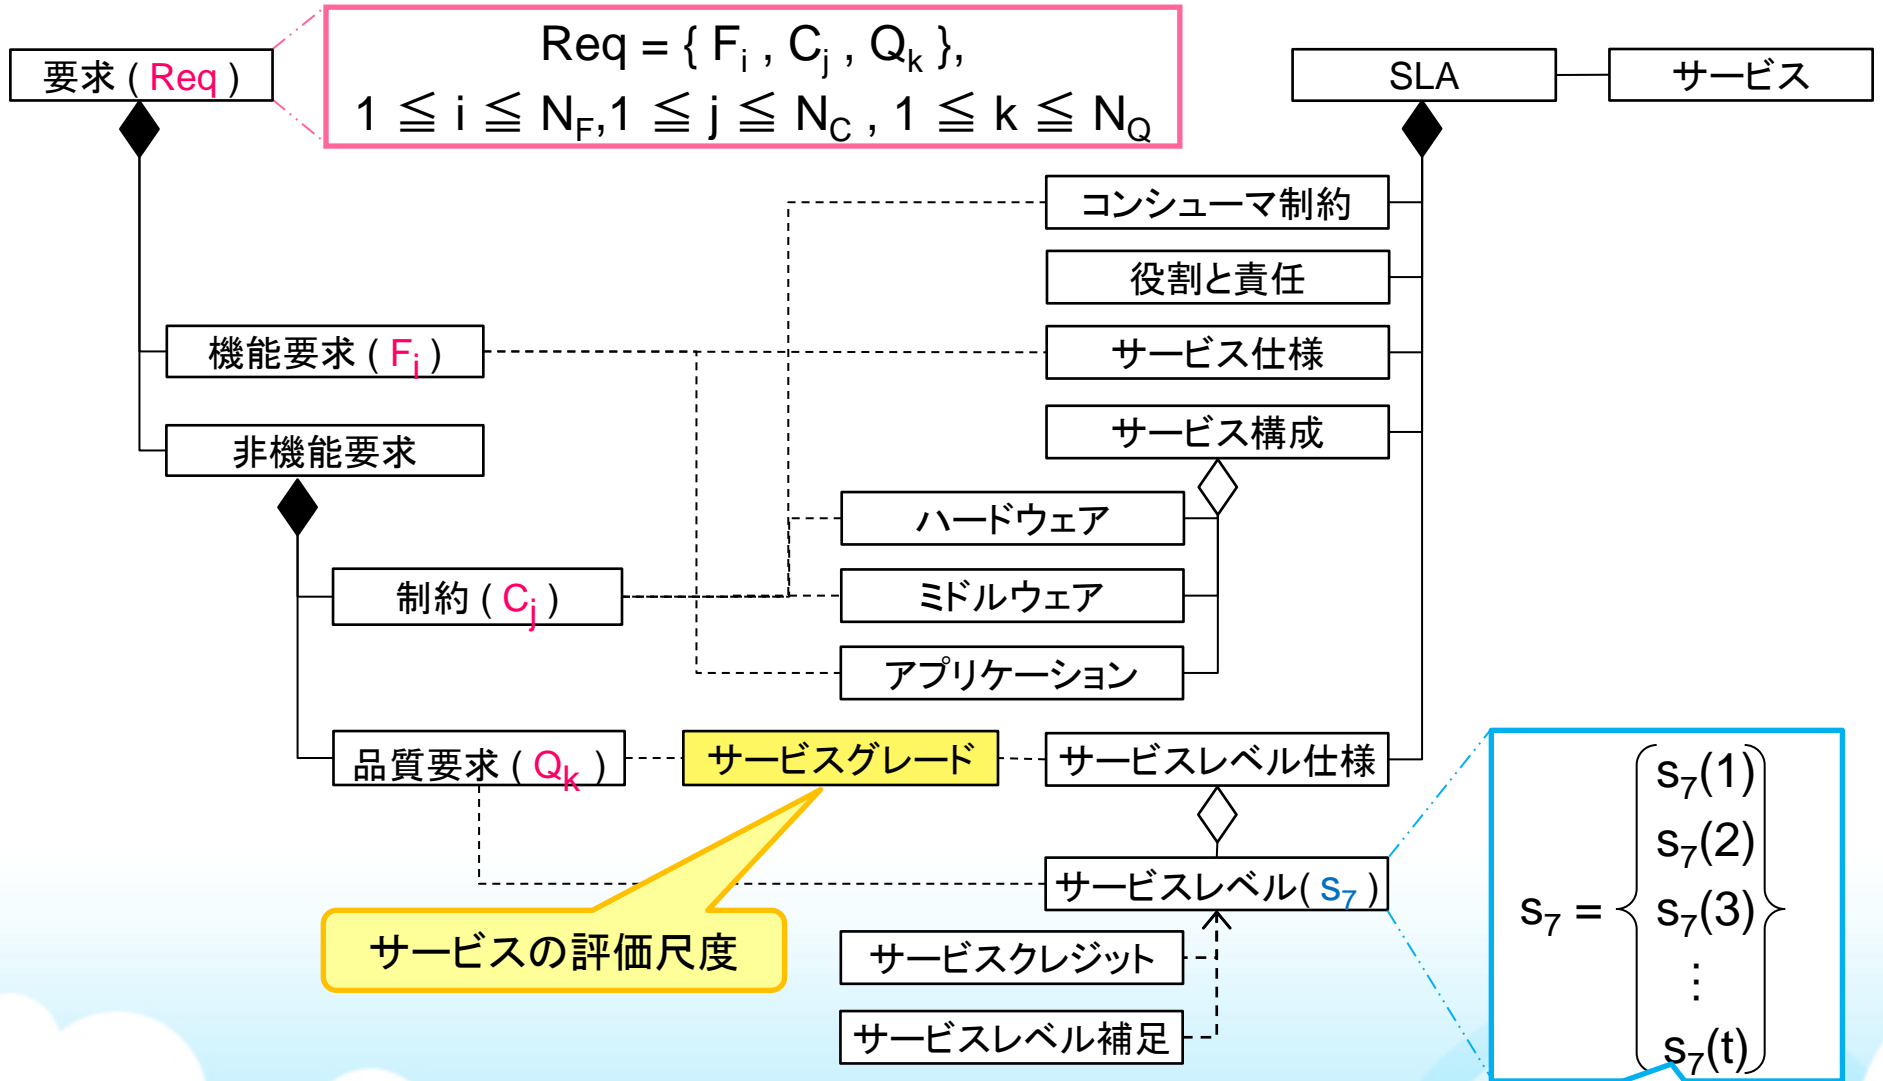 要求 ( Req )
Req = { Fi , Cj , Qk },
1 ≦ i ≦ NF,1 ≦ j ≦ NC , 1 ≦ k ≦ NQ
SLA
サービス
コンシューマ制約
役割と責任
機能要求 ( Fi )
サービス仕様
非機能要求
サービス構成
ハードウェア
制約 ( Cj )
ミドルウェア
アプリケーション
品質要求 ( Qk )
サービスグレード
サービスレベル仕様
サービスレベル( s7 )
サービスの評価尺度
サービスクレジット
サービスレベル補足
s7 =
s7(1)
s7(2)
s7(3)
⋮
s7(t)